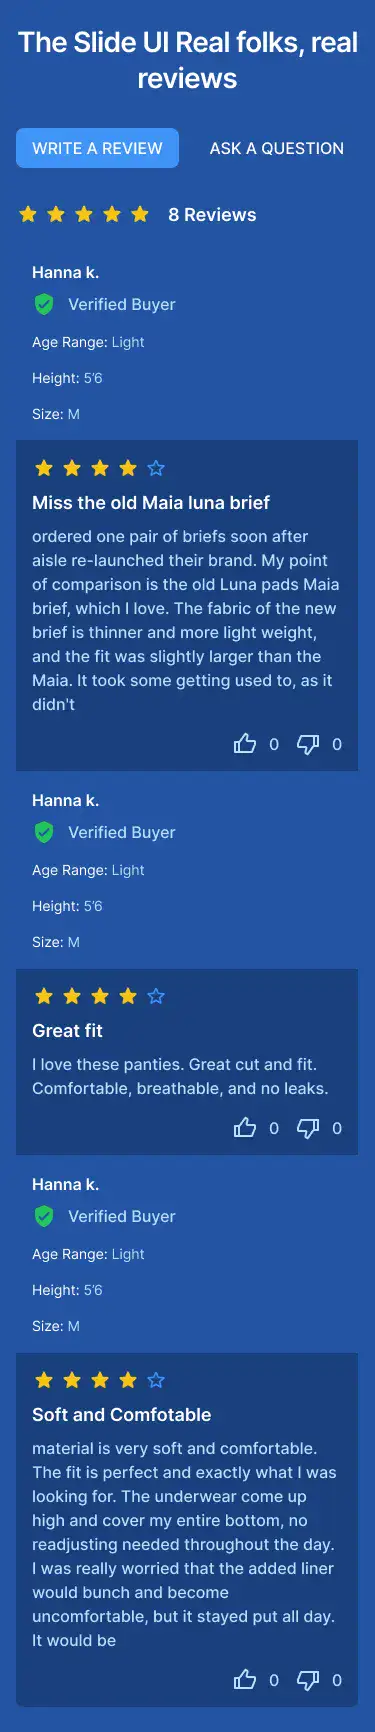 The Slide UI Real folks, real
reviews
WRITE A REVIEW
ASK A QUESTION
8 Reviews
Hanna k.
Verified Buyer
Age Range: Light
Height: 5'6
Size: M
Miss the old Maia luna brief
ordered one pair of briefs soon after
aisle re-launched their brand. My point
of comparison is the old Luna pads Maia
brief, which I love. The fabric of the new
brief is thinner and more light weight,
and the fit was slightly larger than the
Maia. It took some getting used to, as it
didn't
0 0
Hanna k.
Verified Buyer
Age Range: Light
Height: 5'6
Size: M
Great fit
I love these panties. Great cut and fit.
Comfortable, breathable, and no leaks.
0 0
Hanna k.
Verified Buyer
Age Range: Light
Height: 5'6
Size: M
Soft and Comfotable
material is very soft and comfortable.
The fit is perfect and exactly what I was
looking for. The underwear come up
high and cover my entire bottom, no
readjusting needed throughout the day.
I was really worried that the added liner
would bunch and become
uncomfortable, but it stayed put all day.
It would be
0 0